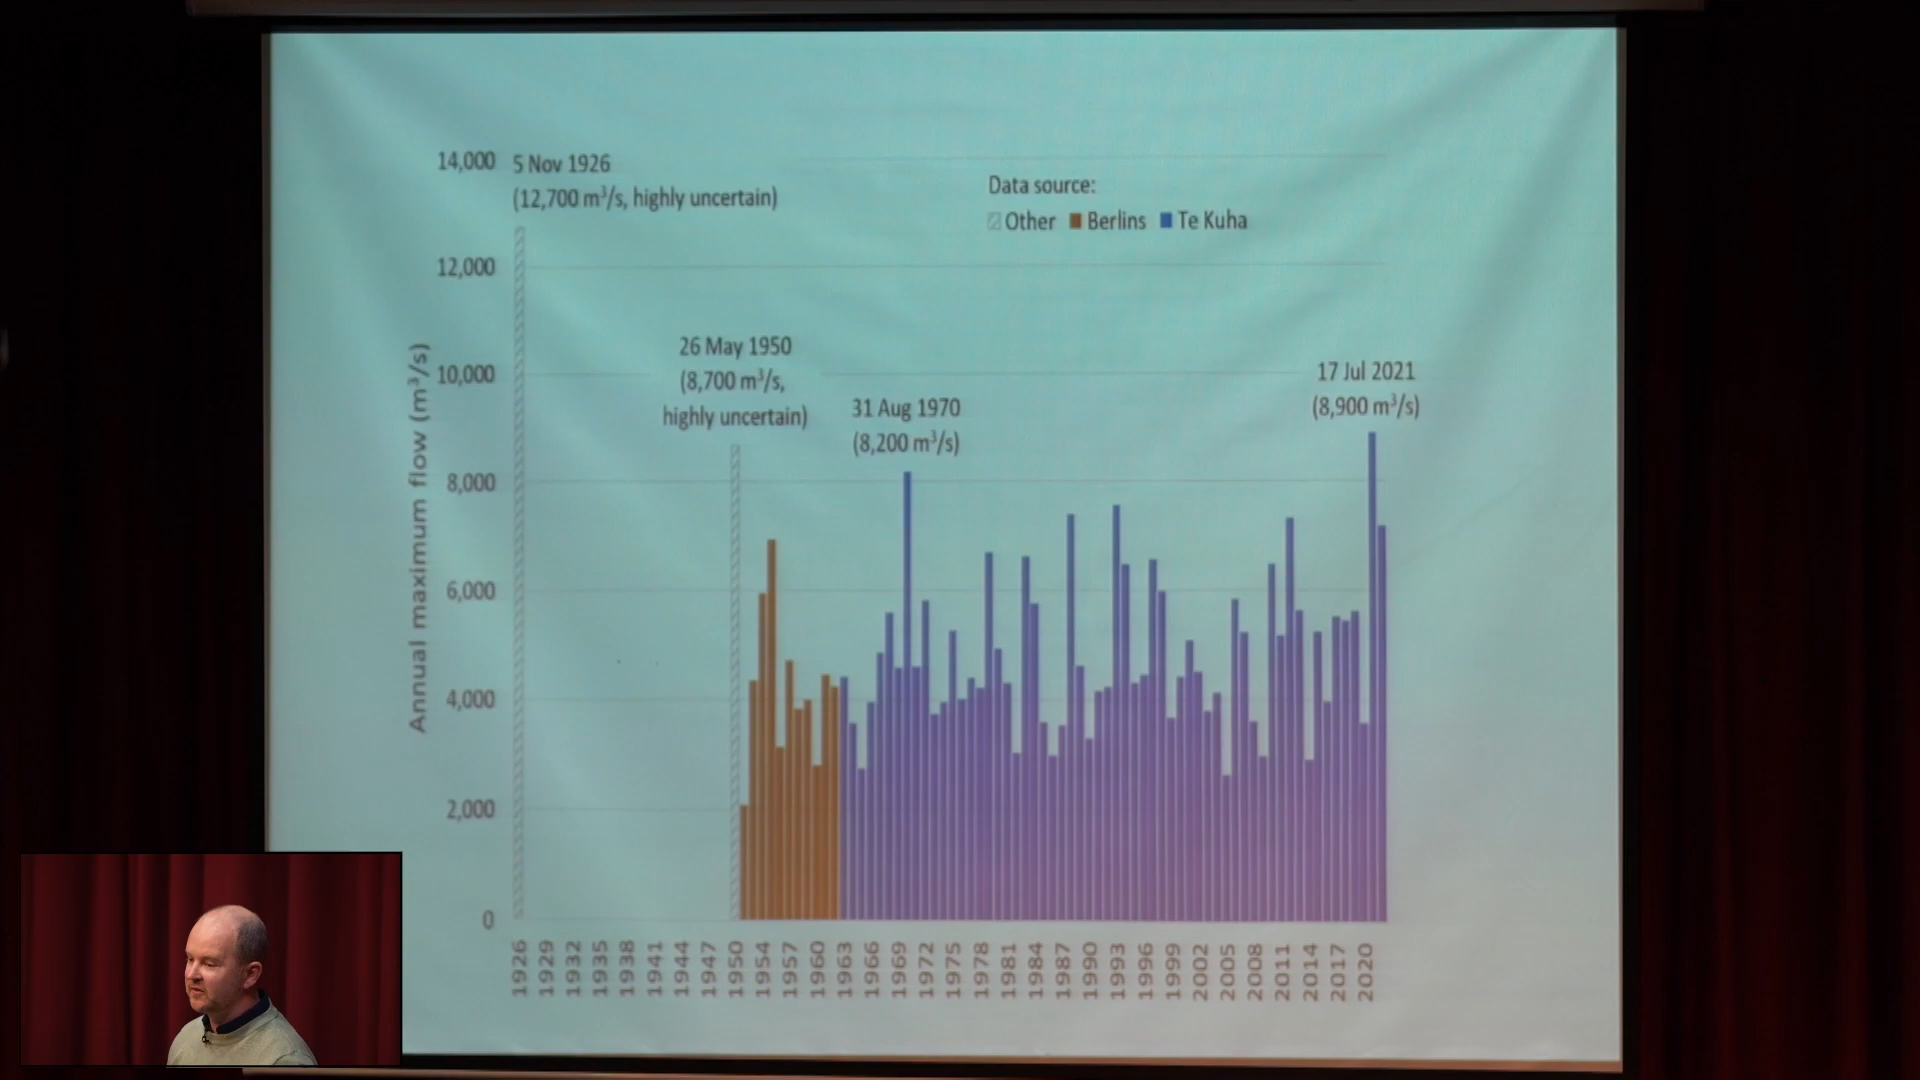 14,000
5 Nov 1926
(12,700 m³/s, highly uncertain)
Data source:
Other
Berlins
Te Kuha
12,000
26 May 1950
(8,700 m³/s,
highly uncertain)
10,000
31 Aug 1970
(8,200 m³/s)
17 Jul 2021
(8,900 m³/s)
Annual maximum flow (m³/s)
8,000
6,000
4,000
2,000
0
1926
1929
1932
1935
1938
1941
1944
1947
1950
1954
1957
1960
1963
1966
1969
1972
1975
1978
1981
1984
1987
1990
1993
1996
1999
2002
2005
2008
2011
2014
2017
2020